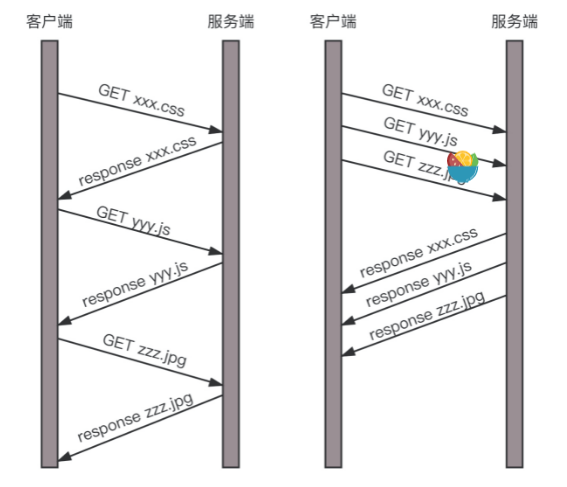 客户端
服务端
GET xxx.css
response xxx.css
GET yyy.js
response yyy.js
GET zzz.jpg
response zzz.jpg
客户端
服务端
GET xxx.css
GET yyy.js
GET
response xxx.css
response yyy.js
response zzz.jpg